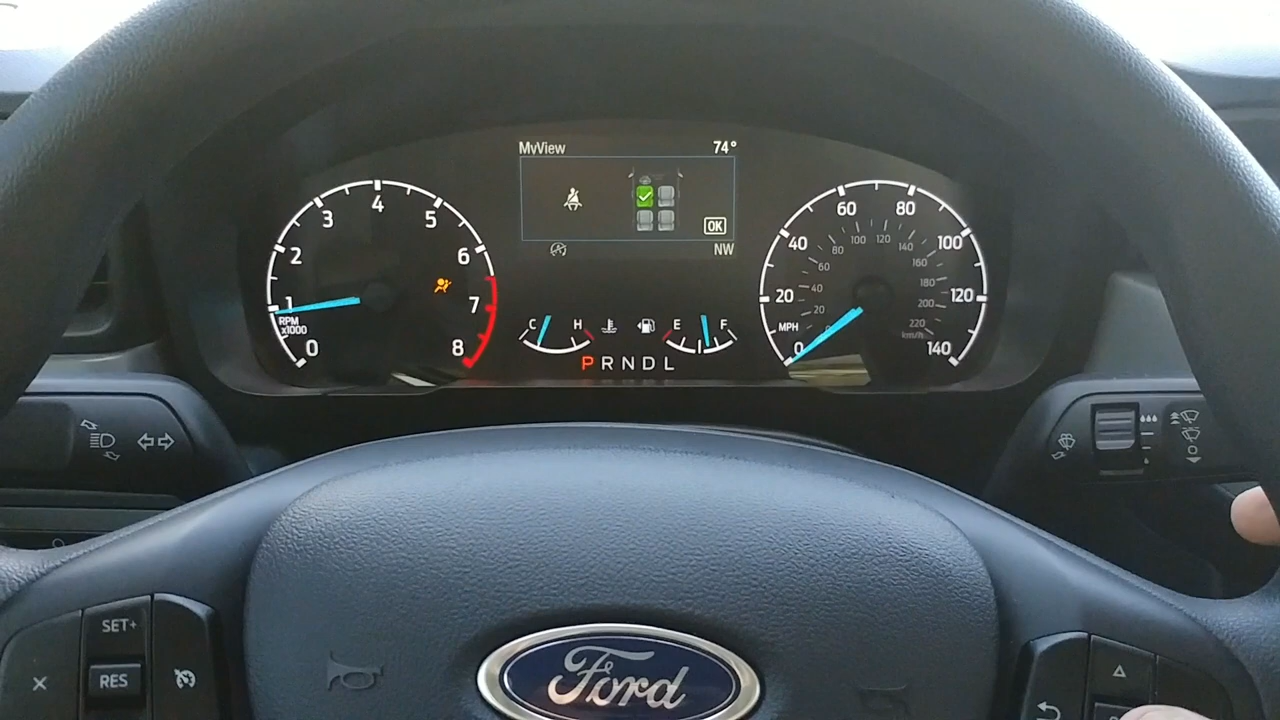 MyView 74°
OK
NW
0 1 2 3 4 5 6 7 8
RPM
x1000
C H
E F
PRNDL
0 20 40 60 80 100 120 140
MPH
20 40 60 80 100 120 140 160 180 200 220
km/h
SET+
RES
Ford